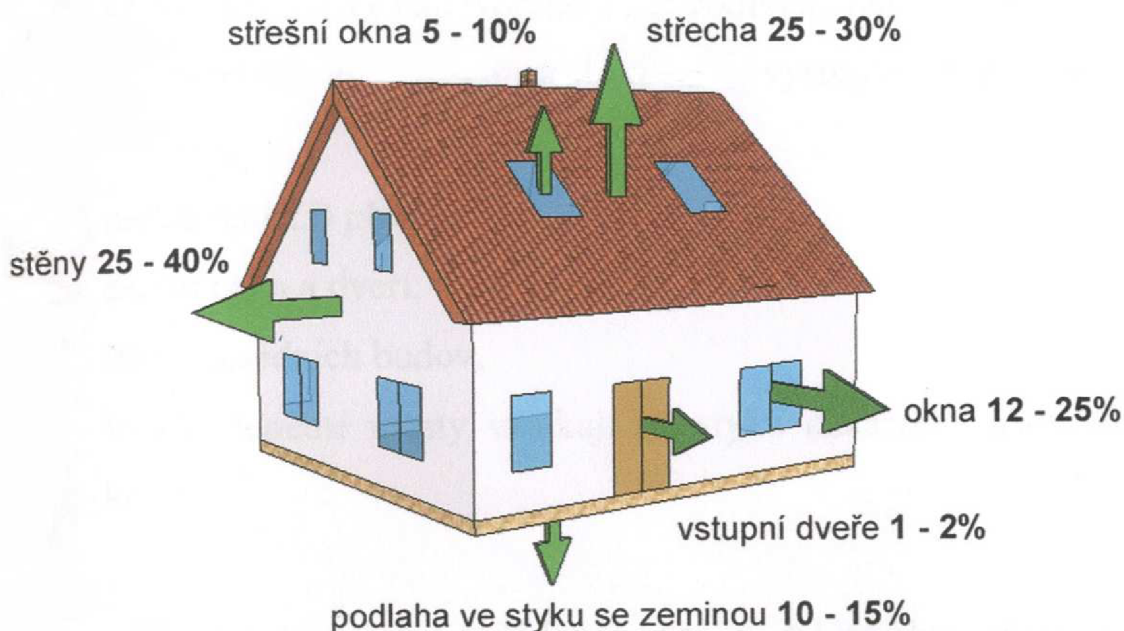 střešní okna 5 - 10%
střecha 25 - 30%
stěny 25 - 40%
okna 12 - 25%
vstupní dveře 1 - 2%
podlaha ve styku se zeminou 10 - 15%